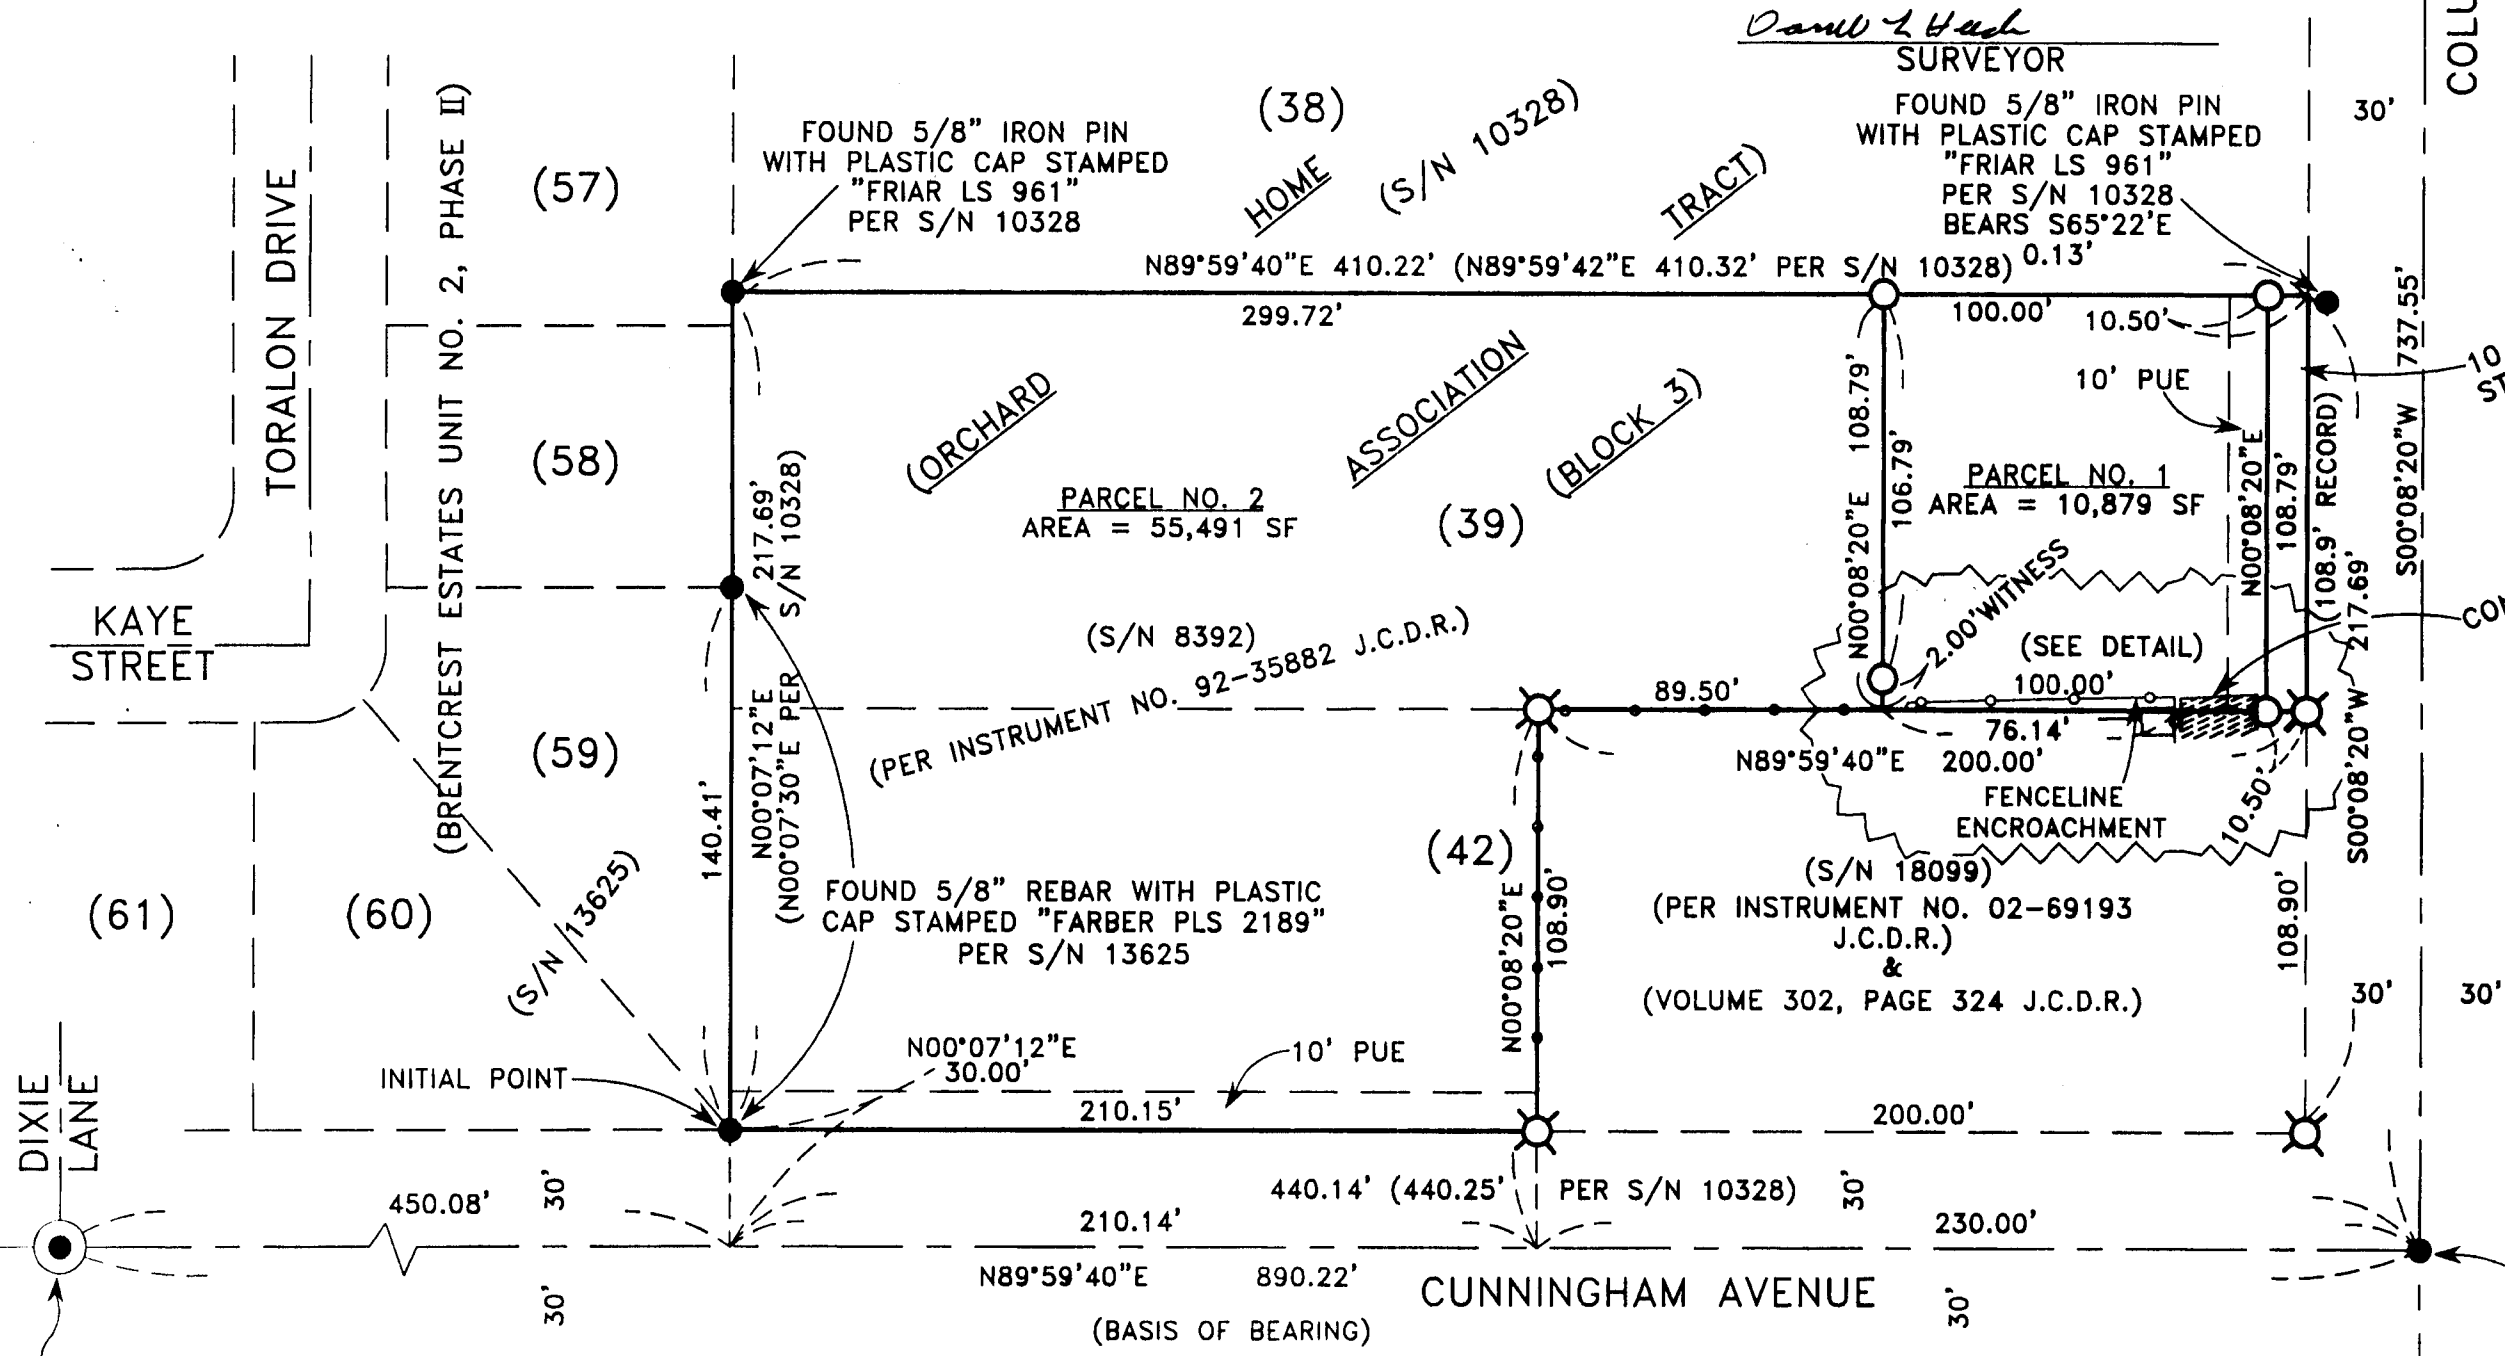 SURVEYOR
COLU
FOUND 5/8" IRON PIN
WITH PLASTIC CAP STAMPED
"FRIAR LS 961"
PER S/N 10328
BEARS S65°22'E
0.13'
30'
(38)
FOUND 5/8" IRON PIN
WITH PLASTIC CAP STAMPED
"FRIAR LS 961"
PER S/N 10328
HOME
(S/N 10328)
TRACT)
(57)
TORALON DRIVE
(BRENTCREST ESTATES UNIT NO. 2, PHASE II)
N89°59'40"E 410.22' (N89°59'42"E 410.32' PER S/N 10328)
299.72'
100.00'
10.50'
10' PUE
10
ST
737.55'
S00°08'20"W
(ORCHARD
ASSOCIATION
(BLOCK 3)
(58)
217.69'
S/N 10328)
PARCEL NO. 2
AREA = 55,491 SF
(39)
N00°08'20"E 108.79'
106.79'
PARCEL NO. 1
AREA = 10,879 SF
N00°08'20"E
108.79'
(108.9' RECORD)
S00°08'20"W 217.69'
2.00' WITNESS
(SEE DETAIL)
100.00'
CON
KAYE
STREET
(S/N 8392)
(PER INSTRUMENT NO. 92-35882 J.C.D.R.)
89.50'
76.14'
N89°59'40"E 200.00'
FENCELINE
ENCROACHMENT
10.50'
(59)
140.41'
N00°07'12"E
(N00°07'30"E PER
(42)
N00°08'20"E
108.90'
(S/N 18099)
(PER INSTRUMENT NO. 02-69193
J.C.D.R.)
&
(VOLUME 302, PAGE 324 J.C.D.R.)
108.90'
30'
30'
(61)
(60)
(S/N 13625)
FOUND 5/8" REBAR WITH PLASTIC
CAP STAMPED "FARBER PLS 2189"
PER S/N 13625
N00°07'12"E
30.00'
10' PUE
INITIAL POINT
210.15'
200.00'
DIXIE
LANE
450.08'
30'
440.14' (440.25' PER S/N 10328)
30'
210.14'
230.00'
N89°59'40"E 890.22'
CUNNINGHAM AVENUE
30'
30'
(BASIS OF BEARING)